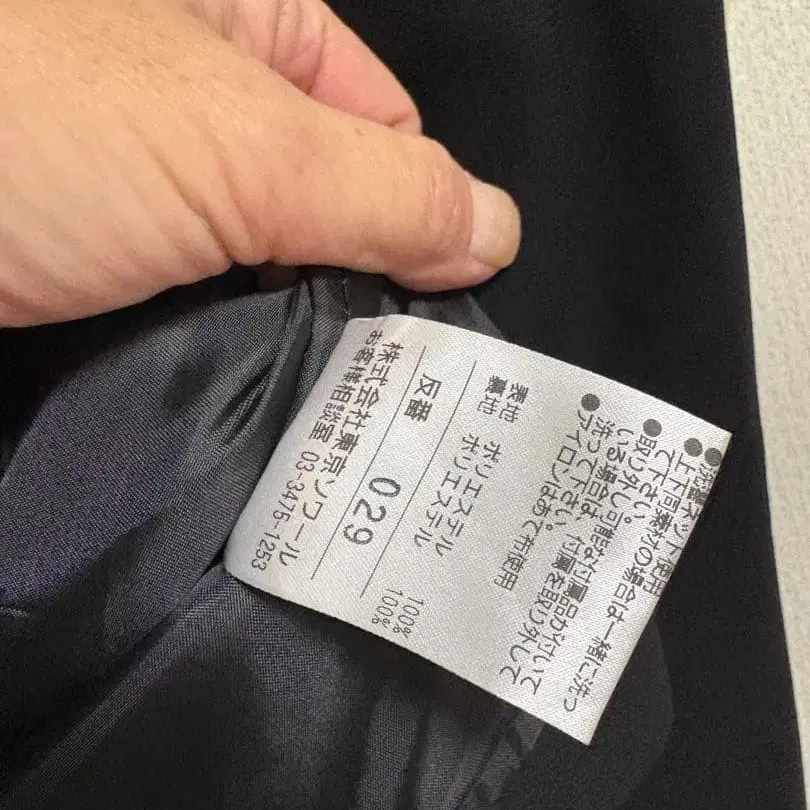 ●洗濯ネット使用
●上下同素材の場合は一緒に洗っ
て下さい。
●取り外し可能な付属品が付いて
いる場合は、付属を取り外して
洗って下さい。
●アイロンはあて布使用
表地 ポリエステル 100%
裏地 ポリエステル 100%
反番 029
株式会社東京ソワール
お客様相談室 03-3475-1253